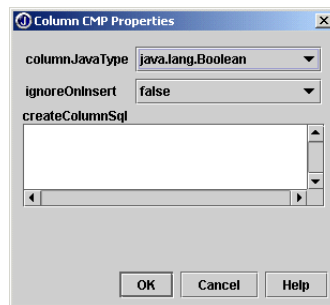 Column CMP Properties
columnJavaType java.lang.Boolean
ignoreOnInsert false
createColumnSql
OK Cancel Help